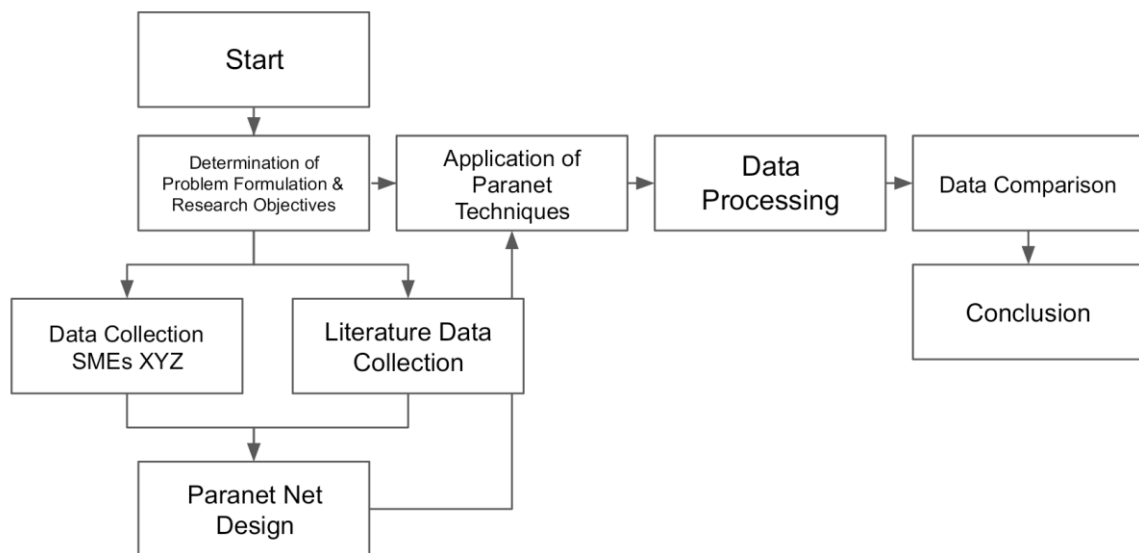 Start
Determination of
Problem Formulation &
Research Objectives
Application of
Paranet
Techniques
Data
Processing
Data Comparison
Data Collection
SMEs XYZ
Literature Data
Collection
Conclusion
Paranet Net
Design